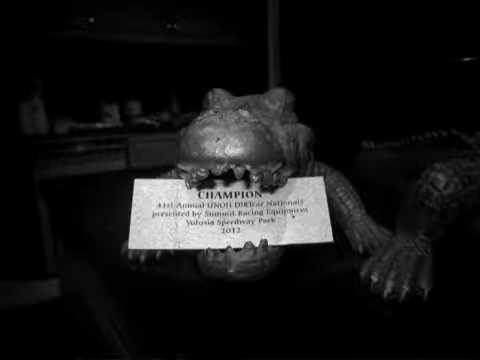 CHAMPION
41st Annual UNOH DIRTcar Nationals
presented by Summit Racing Equipment
Volusia Speedway Park
2012